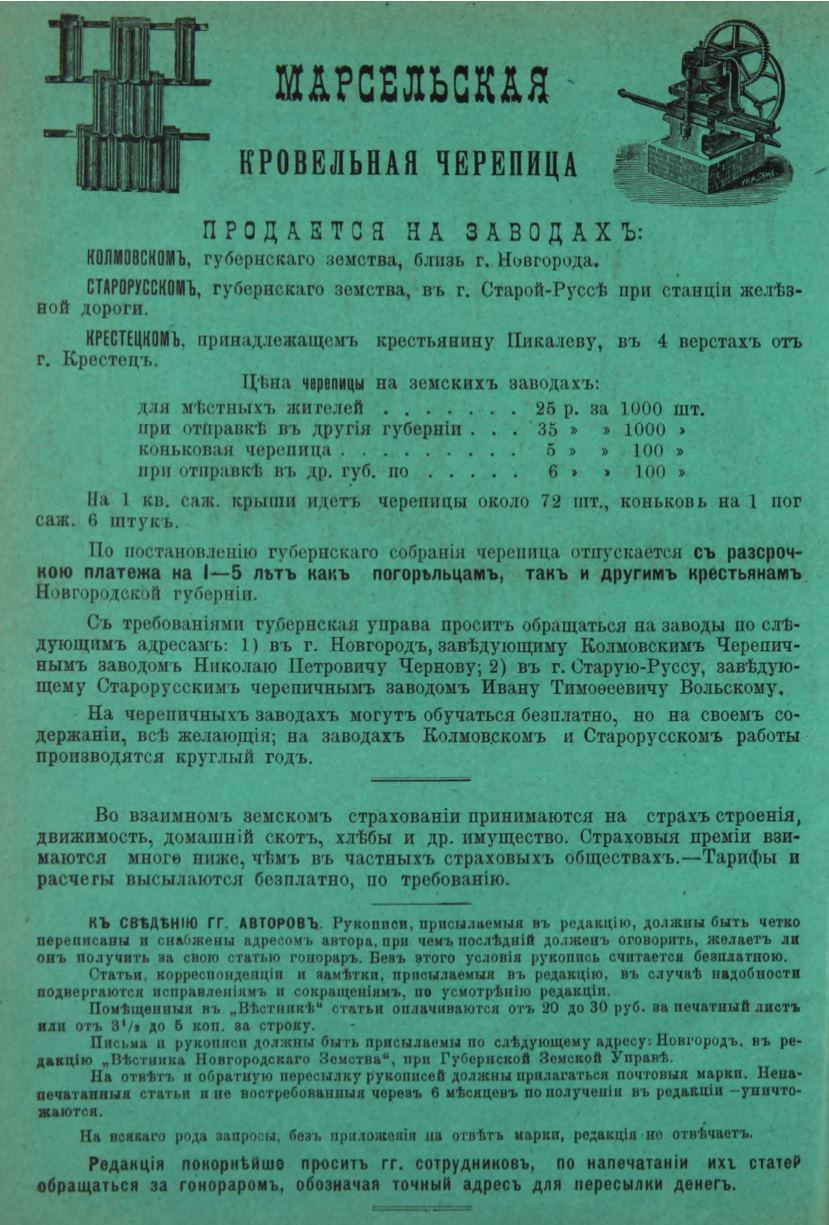 МАРСЕЛЬСКАЯ
КРОВЕЛЬНАЯ ЧЕРЕПИЦА
ПРОДАЕТСЯ НА ЗАВОДАХЪ:
КОЛМОВСКОМЪ, губернскаго земства, близь г. Новгорода.
СТАРОРУССКОМЪ, губернскаго земства, въ г. Старой-Руссѣ при станціи желѣз-
ной дороги.
КРЕСТЕЦКОМЪ, принадлежащемъ крестьянину Пикалеву, въ 4 верстахъ отъ
г. Крестецъ.
Цѣна черепицы на земскихъ заводахъ:
для мѣстныхъ жителей . . . . . . . 25 р. за 1000 шт.
при отправкѣ въ другія губерніи . . . 35 » » 1000 »
коньковая черепица . . . . . . . . . 5 » » 100 »
при отправкѣ въ др. губ. по . . . . . 6 » » 100 »
На 1 кв. саж. крыши идетъ черепицы около 72 шт., коньковь на 1 пог
саж. 6 штукъ.
По постановленію губернскаго собранія черепица отпускается съ разсроч-
кою платежа на I—5 лѣтъ какъ погорѣльцамъ, такъ и другимъ крестьянамъ
Новгородской губерніи.
Съ требованіями губернская управа проситъ обращаться на заводы по слѣ-
дующимъ адресамъ: 1) въ г. Новгородъ, завѣдующему Колмовскимъ Черепич-
нымъ заводомъ Николаю Петровичу Чернову; 2) въ г. Старую-Руссу, завѣдую-
щему Старорусскимъ черепичнымъ заводомъ Ивану Тимоѳеевичу Вольскому.
На черепичныхъ заводахъ могутъ обучаться безплатно, но на своемъ со-
держаніи, всѣ желающія; на заводахъ Колмовскомъ и Старорусскомъ работы
производятся круглый годъ.
Во взаимномъ земскомъ страхованіи принимаются на страхъ строенія,
движимость, домашній скотъ, хлѣбы и др. имущество. Страховыя преміи взи-
маются много ниже, чѣмъ въ частныхъ страховыхъ обществахъ.—Тарифы и
расчеты высылаются безплатно, по требованію.
КЪ СВѢДѢНІЮ ГГ. АВТОРОВЪ. Рукописи, присылаемыя въ редакцію, должны быть четко
переписаны и снабжены адресомъ автора, при чемъ послѣдній долженъ оговорить, желаетъ ли
онъ получить за свою статью гонораръ. Безъ этого условія рукопись считается безплатною.
Статьи, корреспонденціи и замѣтки, присылаемыя въ редакцію, въ случаѣ надобности
подвергаются исправленіямъ и сокращеніямъ, по усмотрѣнію редакціи.
Помѣщенныя въ „Вѣстникѣ“ статьи оплачиваются отъ 20 до 30 руб. за печатный листъ
или отъ 3¹/₂ до 5 коп. за строку.
Письма и рукописи должны быть присылаемы по слѣдующему адресу: Новгородъ. въ ре-
дакцію „Вѣстника Новгородскаго Земства“, при Губернской Земской Управѣ.
На отвѣтъ и обратную пересылку рукописей должны прилагаться почтовыя марки. Нена-
печатанныя статьи и не востребованныя черезъ 6 мѣсяцевъ по полученіи въ редакціи —уничто-
жаются.
На всякаго рода запросы, безъ приложенія на отвѣтъ марки, редакція не отвѣчаетъ.
Редакція покорнѣйше проситъ гг. сотрудниковъ, по напечатаніи ихъ статей
обращаться за гонораромъ, обозначая точный адресъ для пересылки денегъ.